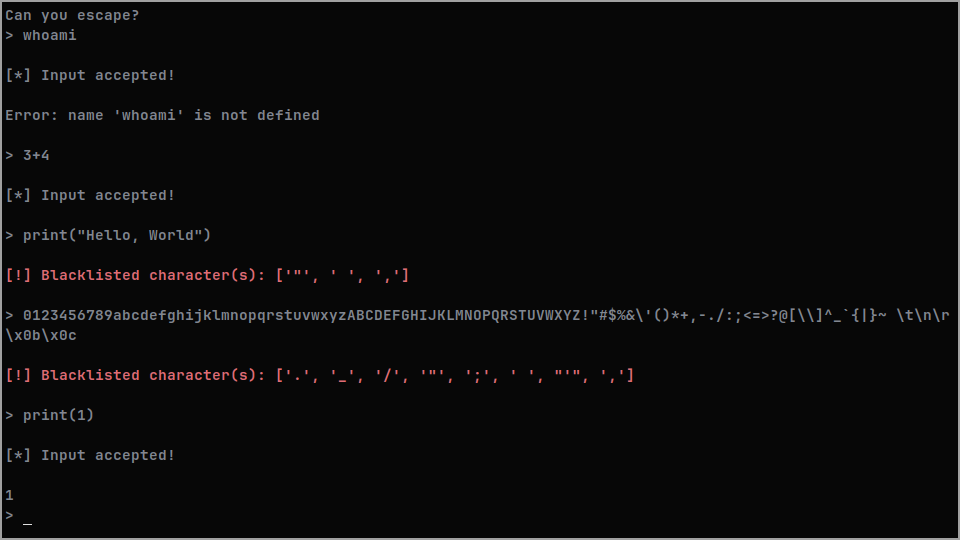 Can you escape?
> whoami
[*] Input accepted!
Error: name 'whoami' is not defined
> 3+4
[*] Input accepted!
> print("Hello, World")
[!] Blacklisted character(s): ['"', ' ', ',']
> 0123456789abcdefghijklmnopqrstuvwxyzABCDEFGHIJKLMNOPQRSTUVWXYZ!"#$%&\'()*+,-./:;<=>?@[\\]^_`{|}~ \t\n\r
\x0b\x0c
[!] Blacklisted character(s): ['.', '_', '/', '"', ';', ' ', "'", ',']
> print(1)
[*] Input accepted!
1
> _